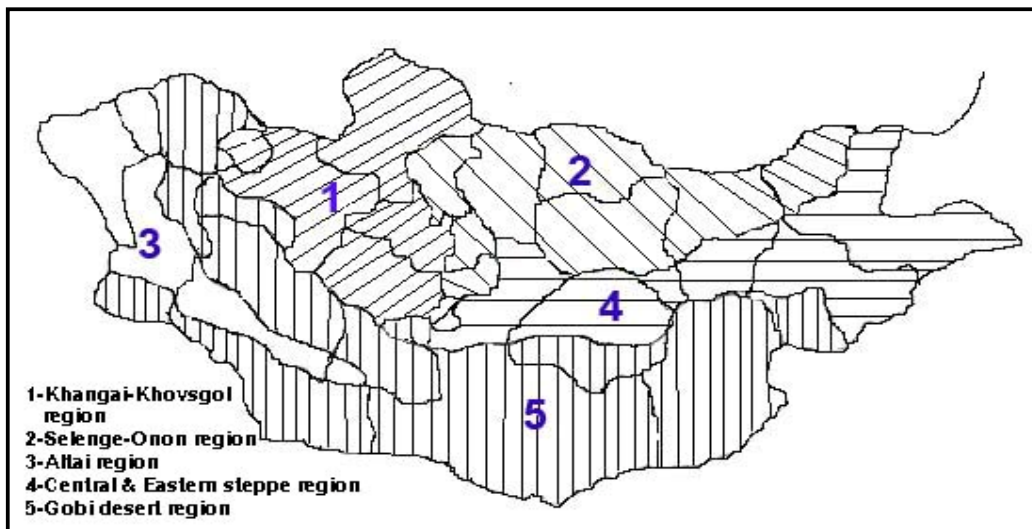 1
2
3
4
5
1-Khangai-Khovsgol
region
2-Selenge-Onon region
3-Altai region
4-Central & Eastern steppe region
5-Gobi desert region